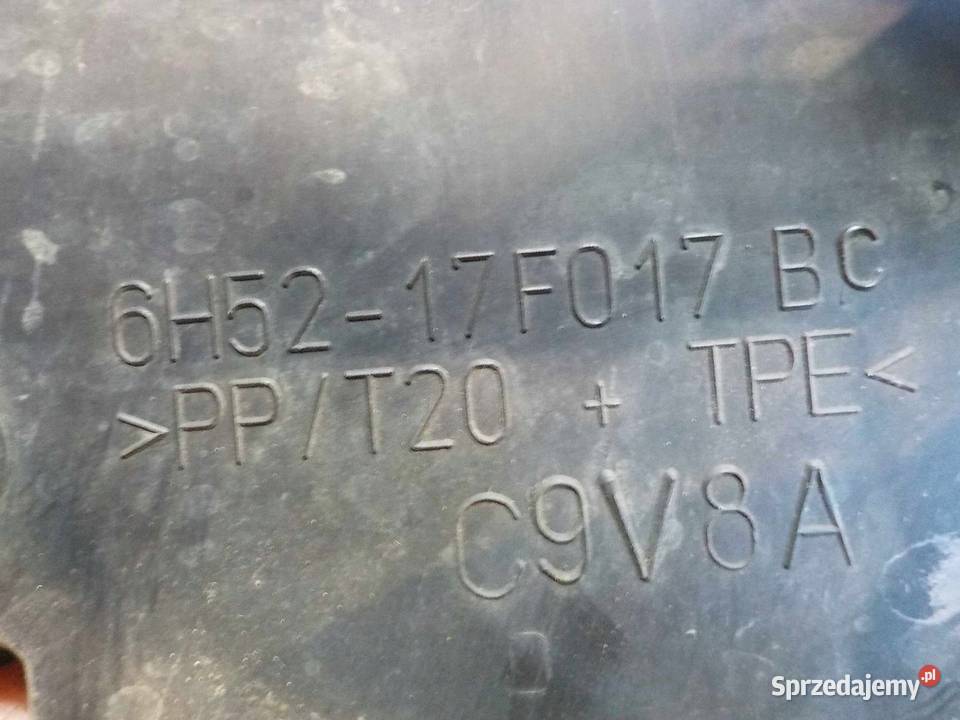 6H52-17F017 BC
>PP/T20 + TPE<
C9V8A
Sprzedajemy.pl